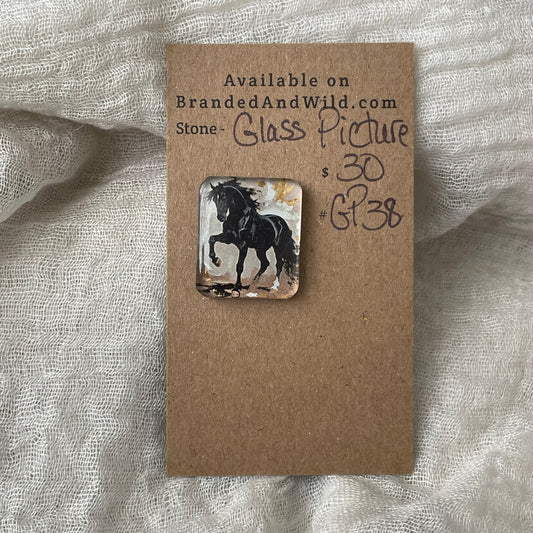 Available on
BrandedAndWild.com
Stone - Glass Picture
$ 30
# GP38